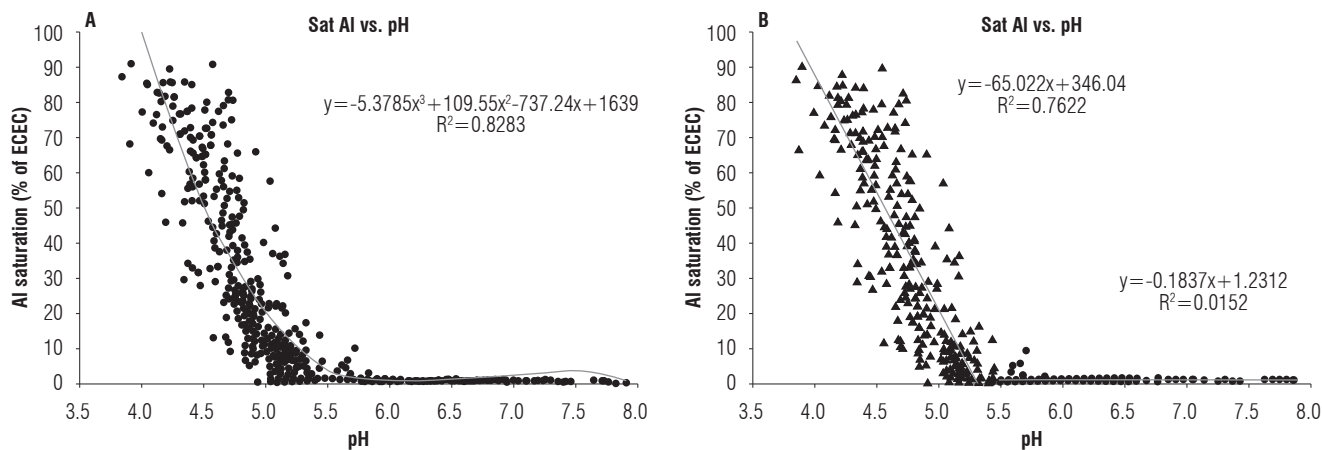 A
Sat Al vs. pH
100
90
80
70
60
50
40
30
20
10
0
Al saturation (% of ECEC)
y=-5.3785x³+109.55x²-737.24x+1639
R²=0.8283
3.5 4.0 4.5 5.0 5.5 6.0 6.5 7.0 7.5 8.0
pH
B
Sat Al vs. pH
100
90
80
70
60
50
40
30
20
10
0
Al saturation (% of ECEC)
y=-65.022x+346.04
R²=0.7622
y=-0.1837x+1.2312
R²=0.0152
3.5 4.0 4.5 5.0 5.5 6.0 6.5 7.0 7.5 8.0
pH